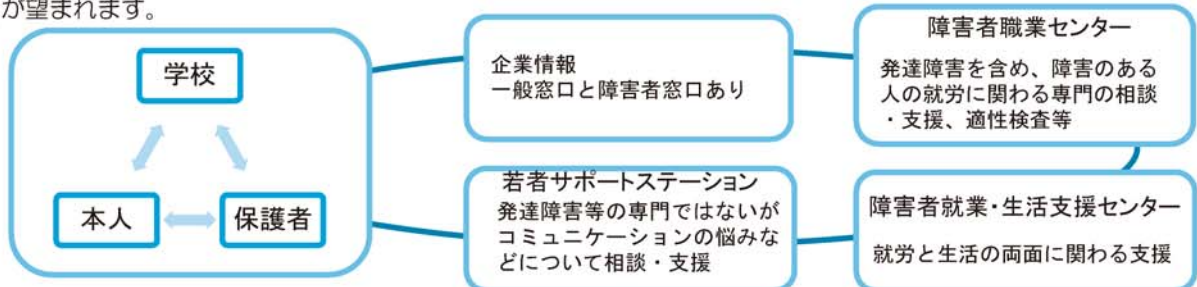 が望まれます。
学校
本人
保護者
企業情報
一般窓口と障害者窓口あり
障害者職業センター
発達障害を含め、障害のある
人の就労に関わる専門の相談
・支援、適性検査等
若者サポートステーション
発達障害等の専門ではないが
コミュニケーションの悩みな
どについて相談・支援
障害者就業・生活支援センター
就労と生活の両面に関わる支援